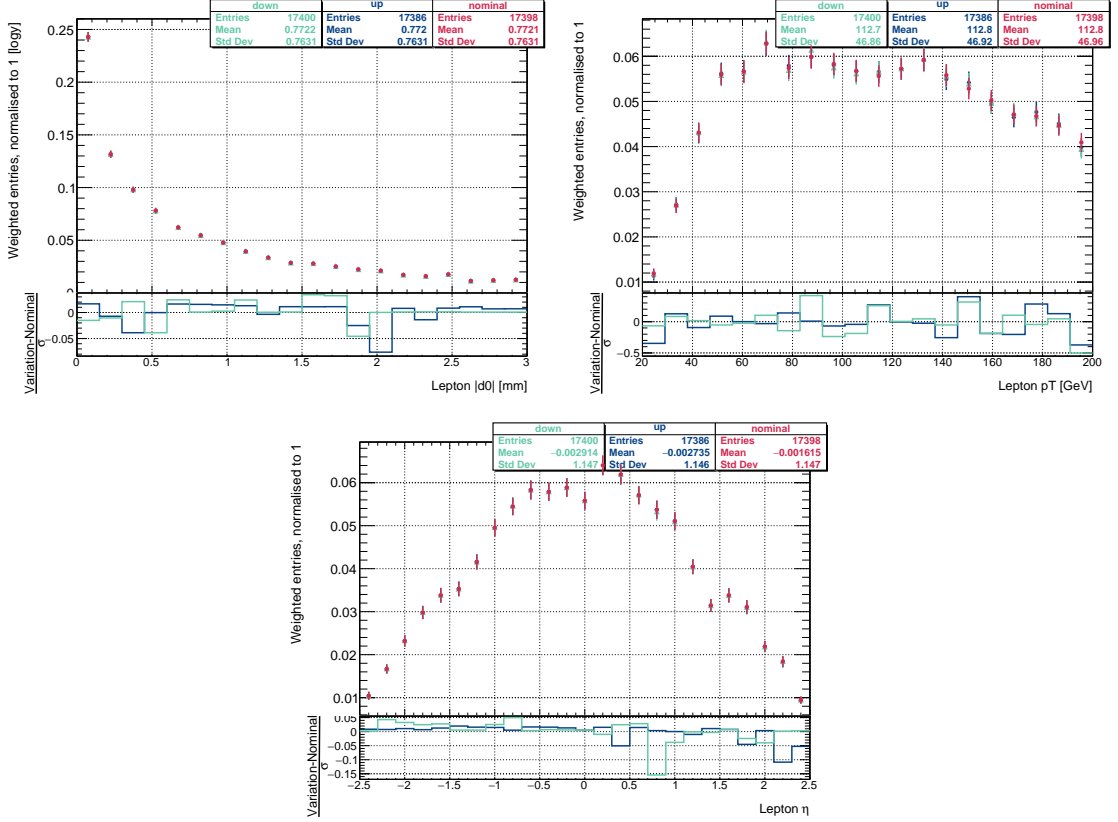 down up nominal
Entries 17400 Entries 17386 Entries 17398
Mean 0.7722 Mean 0.772 Mean 0.7721
Std Dev 0.7631 Std Dev 0.7631 Std Dev 0.7631
Weighted entries, normalised to 1 [logy]
0.25
0.2
0.15
0.1
0.05
0
Variation-Nominal
σ
0
−0.05
0 0.5 1 1.5 2 2.5 3
Lepton |d0| [mm]
down up nominal
Entries 17400 Entries 17386 Entries 17398
Mean 112.7 Mean 112.8 Mean 112.8
Std Dev 46.86 Std Dev 46.92 Std Dev 46.96
Weighted entries, normalised to 1
0.06
0.05
0.04
0.03
0.02
0.01
Variation-Nominal
σ
0
−0.5
20 40 60 80 100 120 140 160 180 200
Lepton pT [GeV]
down up nominal
Entries 17400 Entries 17386 Entries 17398
Mean −0.002914 Mean −0.002735 Mean −0.001615
Std Dev 1.147 Std Dev 1.146 Std Dev 1.147
Weighted entries, normalised to 1
0.06
0.05
0.04
0.03
0.02
0.01
Variation-Nominal
σ
0.05
0
−0.05
−0.1
−0.15
−2.5 −2 −1.5 −1 −0.5 0 0.5 1 1.5 2 2.5
Lepton η